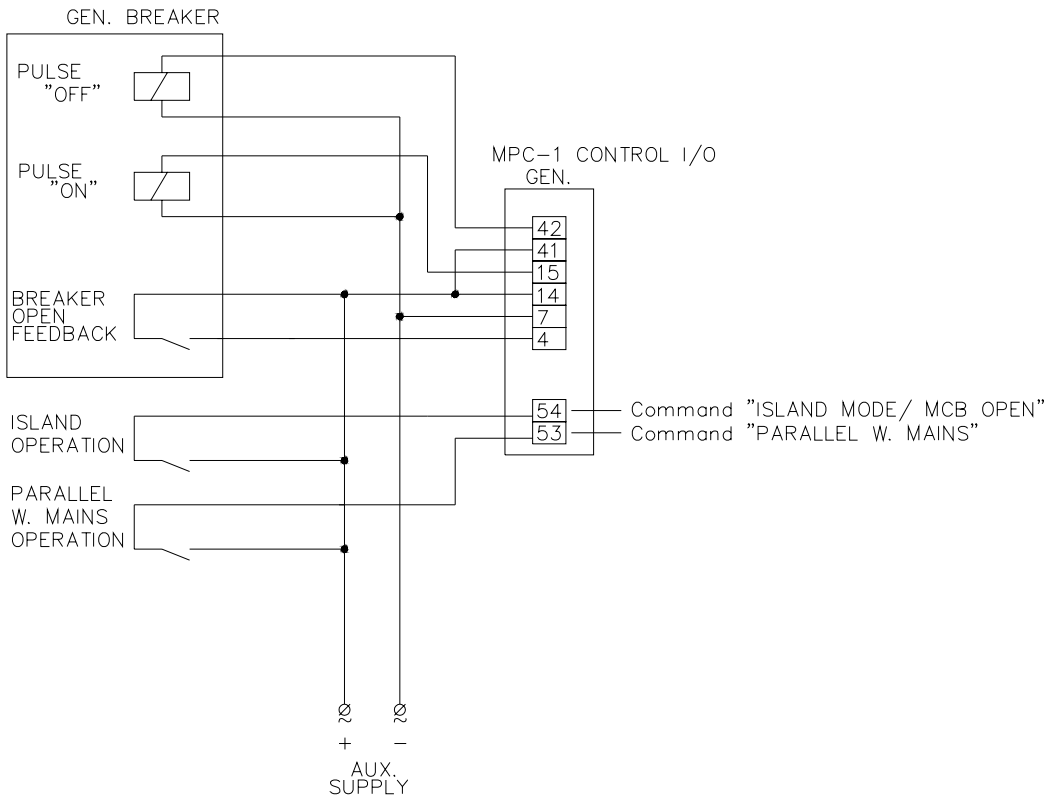 GEN. BREAKER
PULSE
"OFF"
PULSE
"ON"
BREAKER
OPEN
FEEDBACK
MPC-1 CONTROL I/O
GEN.
42
41
15
14
7
4
54
53
Command "ISLAND MODE/ MCB OPEN"
Command "PARALLEL W. MAINS"
ISLAND
OPERATION
PARALLEL
W. MAINS
OPERATION
~ ~
+ -
AUX.
SUPPLY